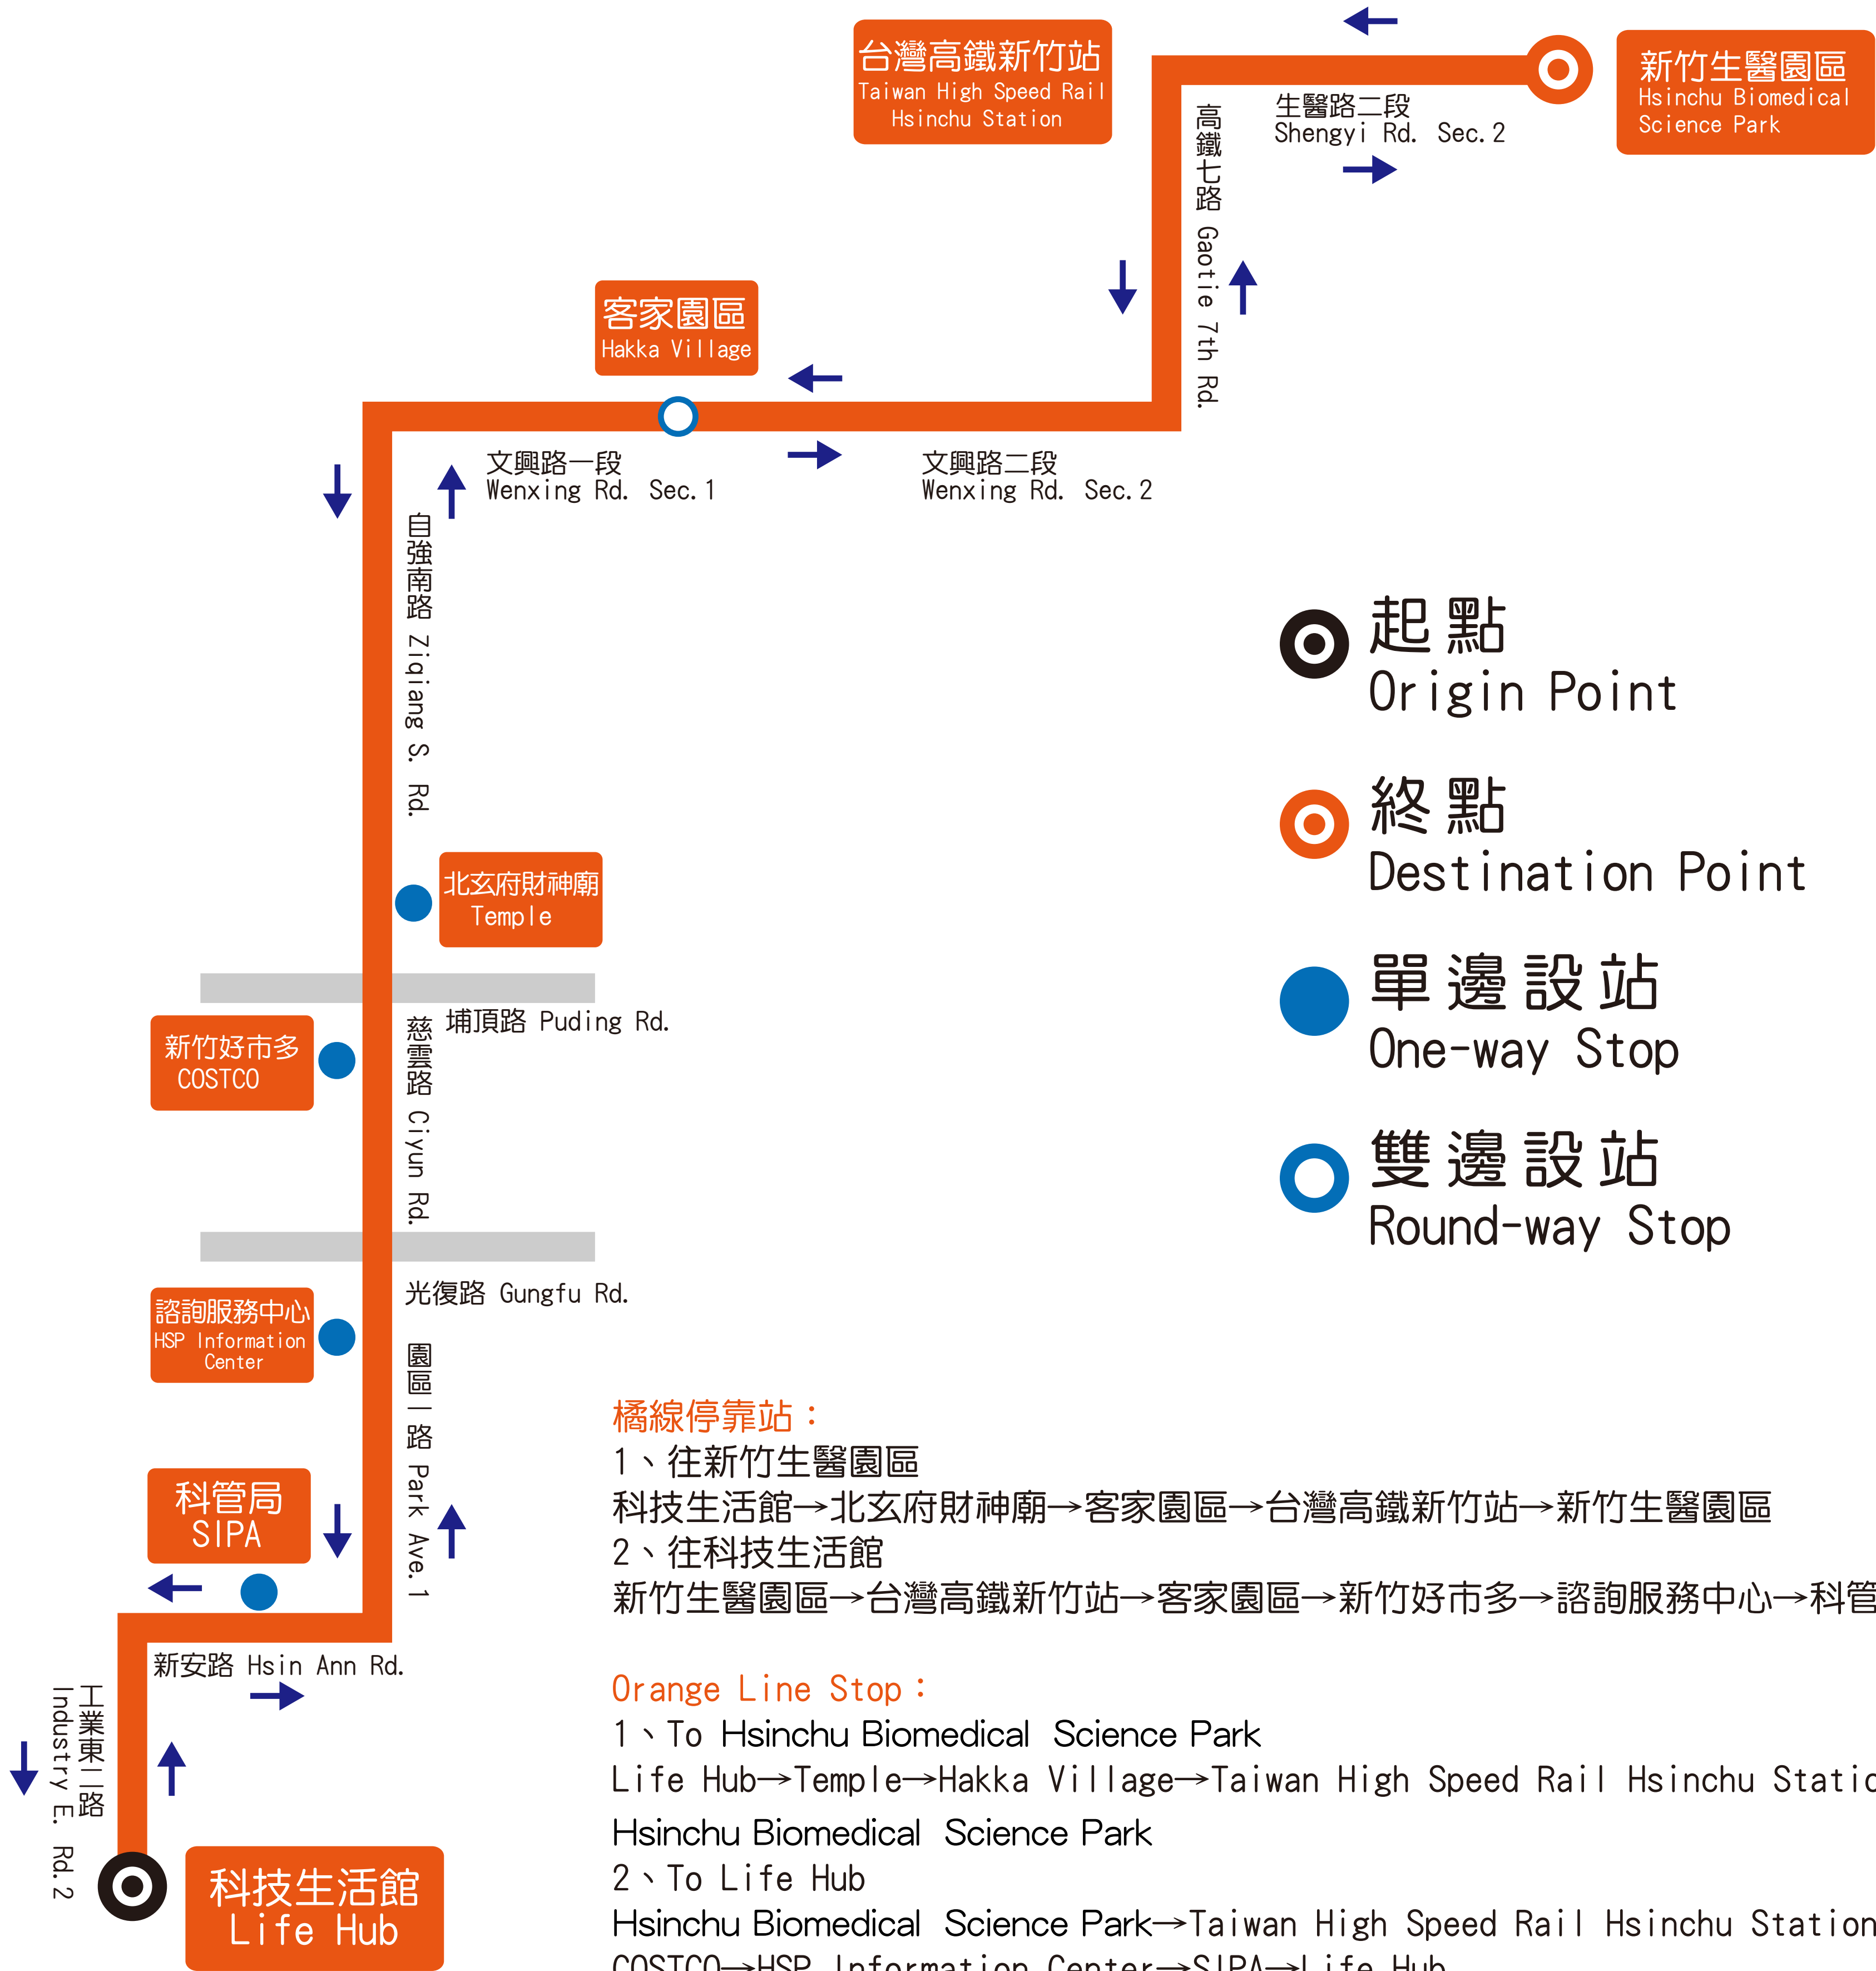 台灣高鐵新竹站
Taiwan High Speed Rail
Hsinchu Station
新竹生醫園區
Hsinchu Biomedical
Science Park
生醫路二段
Shengyi Rd. Sec.2
高鐵七路 Gaotie 7th Rd.
客家園區
Hakka Village
文興路一段
Wenxing Rd. Sec.1
文興路二段
Wenxing Rd. Sec.2
自強南路 Ziqiang S. Rd.
起點
Origin Point
終點
Destination Point
單邊設站
One-way Stop
雙邊設站
Round-way Stop
北玄府財神廟
Temple
埔頂路 Puding Rd.
新竹好市多
COSTCO
慈雲路 Ciyun Rd.
光復路 Gungfu Rd.
諮詢服務中心
HSP Information
Center
園區一路 Park Ave.1
科管局
SIPA
新安路 Hsin Ann Rd.
工業東二路
Industry E. Rd.2
科技生活館
Life Hub
橘線停靠站：
1、往新竹生醫園區
科技生活館→北玄府財神廟→客家園區→台灣高鐵新竹站→新竹生醫園區
2、往科技生活館
新竹生醫園區→台灣高鐵新竹站→客家園區→新竹好市多→諮詢服務中心→科管
Orange Line Stop：
1、To Hsinchu Biomedical Science Park
Life Hub→Temple→Hakka Village→Taiwan High Speed Rail Hsinchu
Hsinchu Biomedical Science Park
2、To Life Hub
Hsinchu Biomedical Science Park→Taiwan High Speed Rail Hsinchu Station
COSTCO→HSP Information Center→SIPA→Life Hub